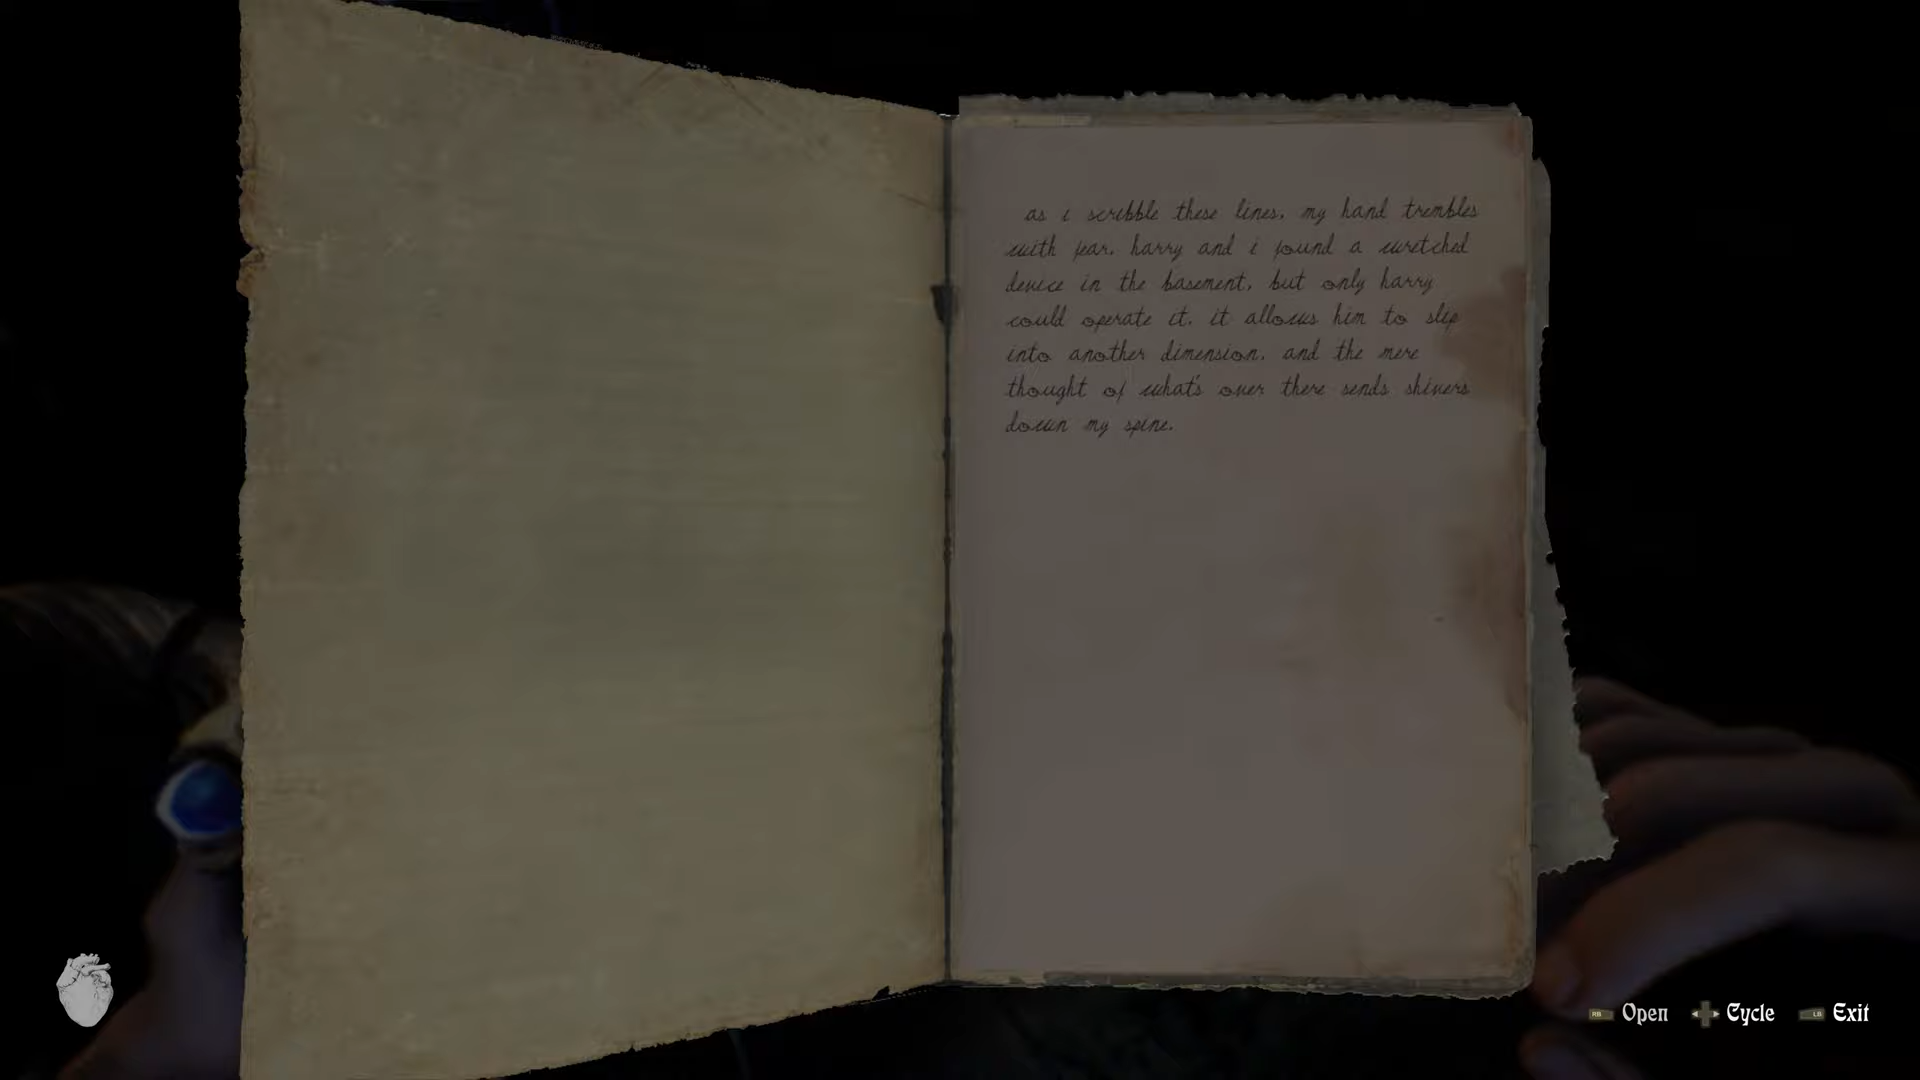 as i scribble these lines, my hand trembles
with fear. harry and i found a wretched
device in the basement, but only harry
could operate it. it allows him to slip
into another dimension, and the mere
thought of what's over there sends shivers
down my spine.
RB Open Cycle LB Exit